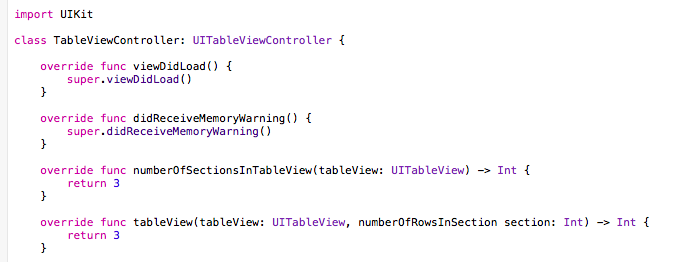 import UIKit
class TableViewController: UITableViewController {
override func viewDidLoad() {
super.viewDidLoad()
}
override func didReceiveMemoryWarning() {
super.didReceiveMemoryWarning()
}
override func numberOfSectionsInTableView(tableView: UITableView) -> Int {
return 3
}
override func tableView(tableView: UITableView, numberOfRowsInSection section: Int) -> Int {
return 3
}